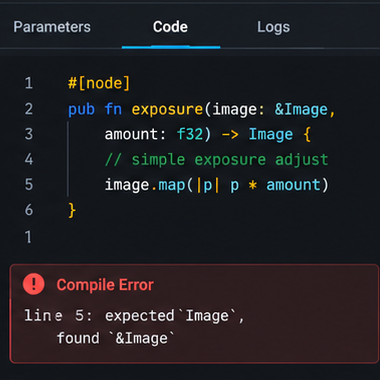 Parameters Code Logs
1 #[node]
2 pub fn exposure(image: &Image,
3 amount: f32) -> Image {
4 // simple exposure adjust
5 image.map(|p| p * amount)
6 }
1
! Compile Error
line 5: expected `Image`,
found `&Image`